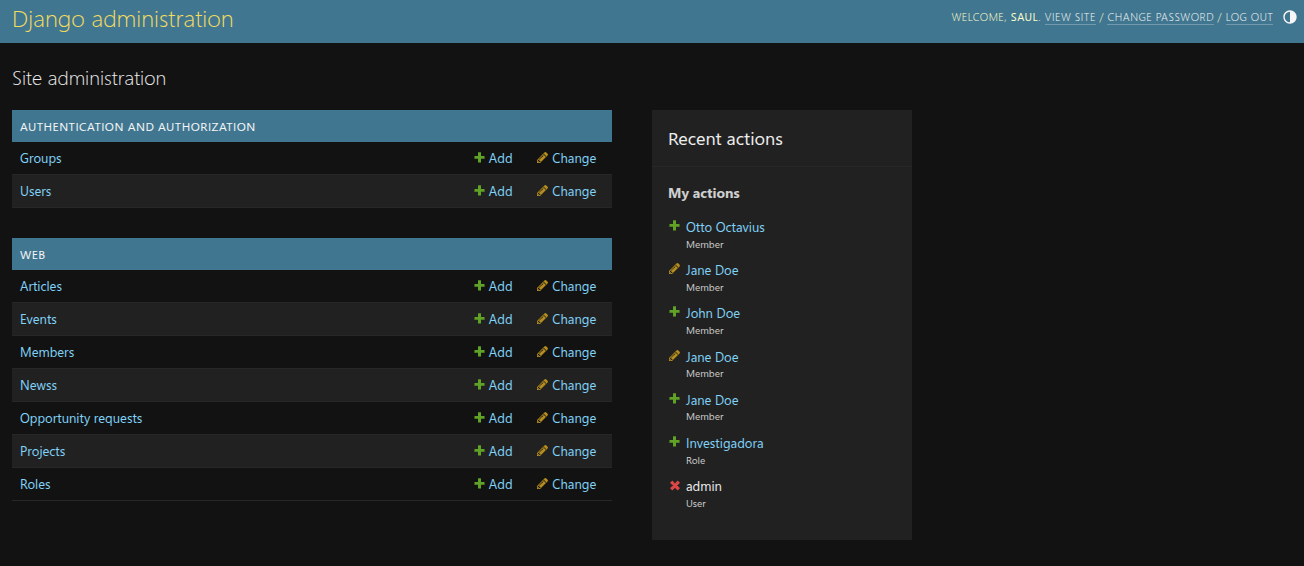 Django administration
WELCOME, SAUL. VIEW SITE / CHANGE PASSWORD / LOG OUT
Site administration
AUTHENTICATION AND AUTHORIZATION
Groups Add Change
Users Add Change
WEB
Articles Add Change
Events Add Change
Members Add Change
Newss Add Change
Opportunity requests Add Change
Projects Add Change
Roles Add Change
Recent actions
My actions
Otto Octavius
Member
Jane Doe
Member
John Doe
Member
Jane Doe
Member
Jane Doe
Member
Investigadora
Role
admin
User